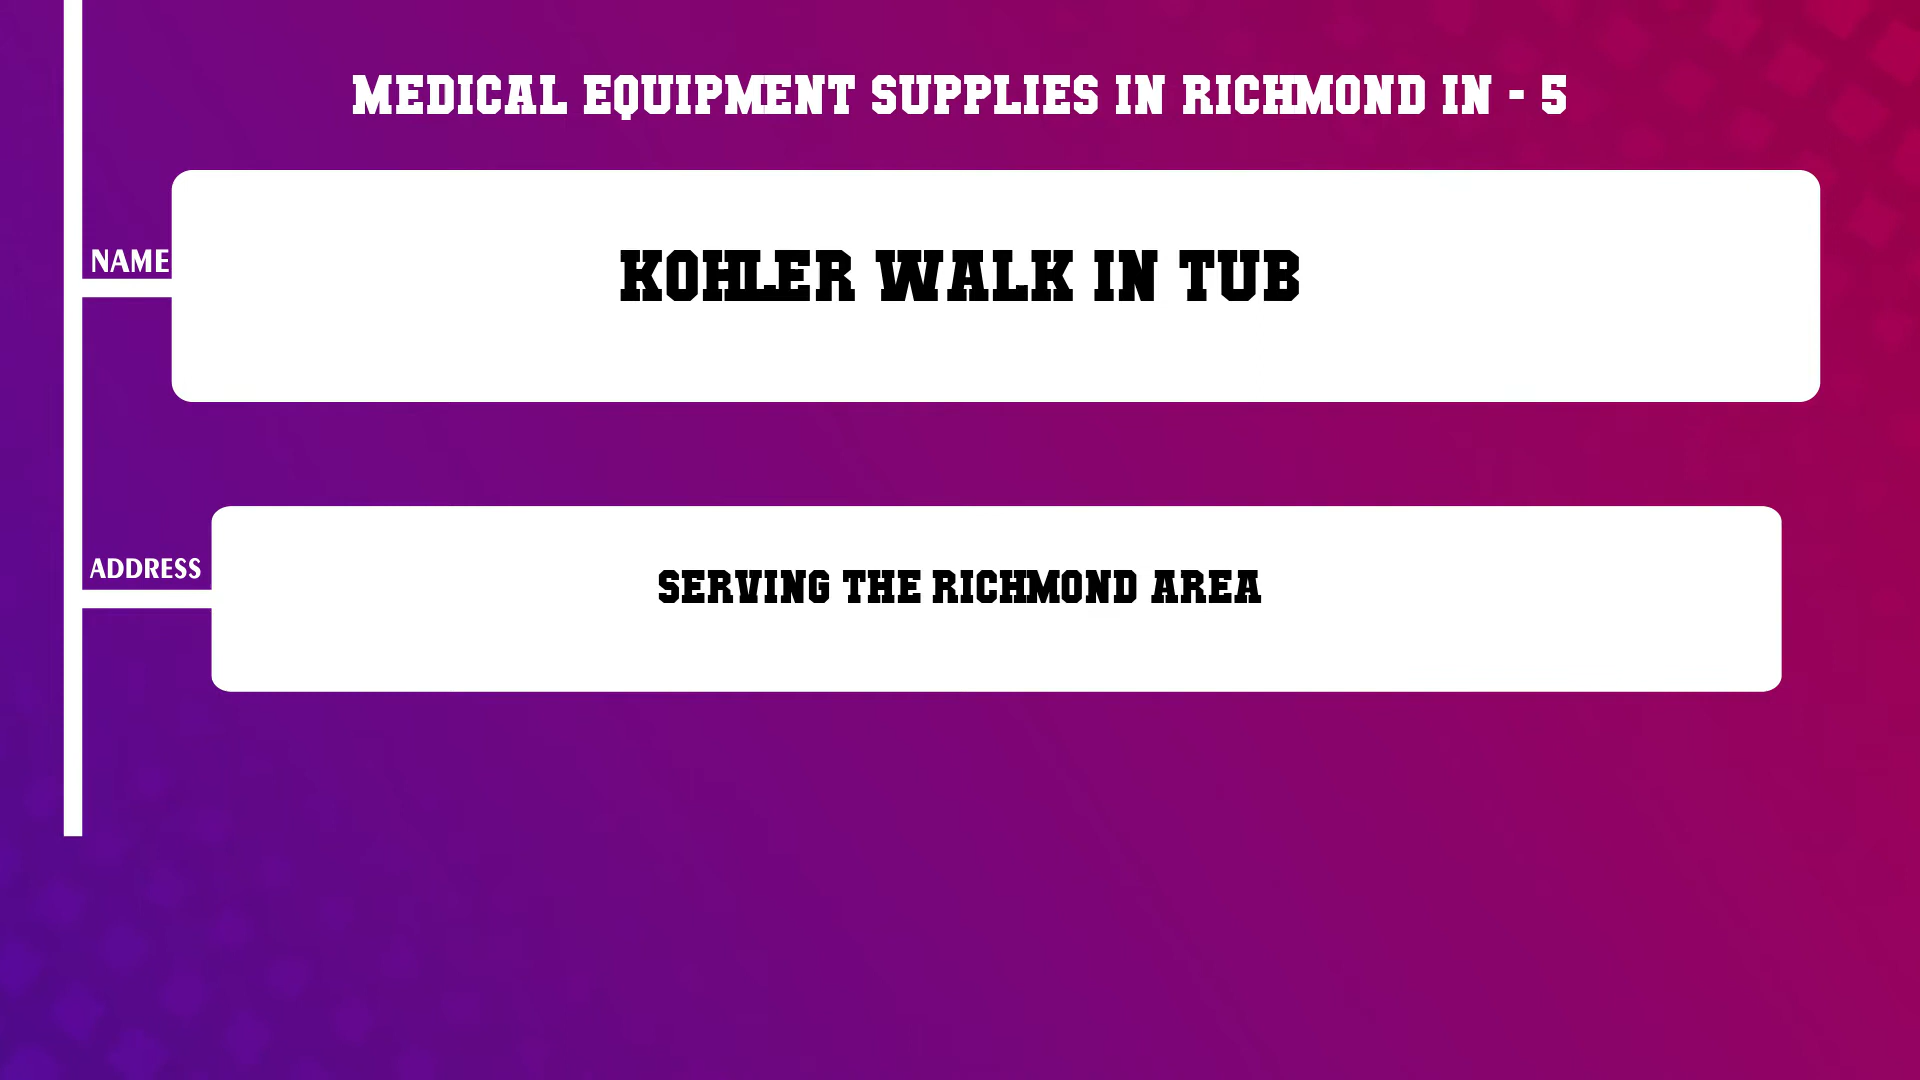 MEDICAL EQUIPMENT SUPPLIES IN RICHMOND IN - 5
NAME
KOHLER WALK IN TUB
ADDRESS
SERVING THE RICHMOND AREA